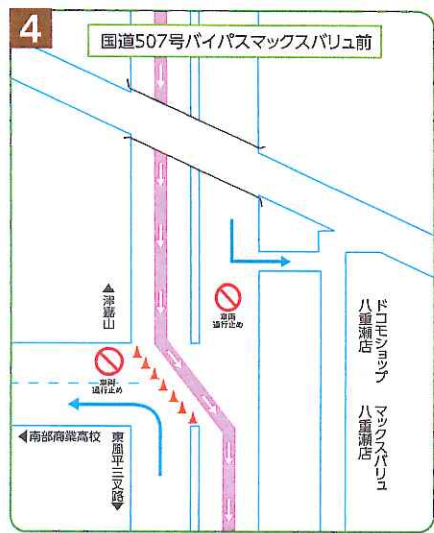 4
国道507号バイパスマックスバリュ前
▲津嘉山
車両
通行止め
車両
通行止め
ドコモショップ
八重瀬店
マックスバリュ
八重瀬店
◀南部商業高校
東風平三叉路▶